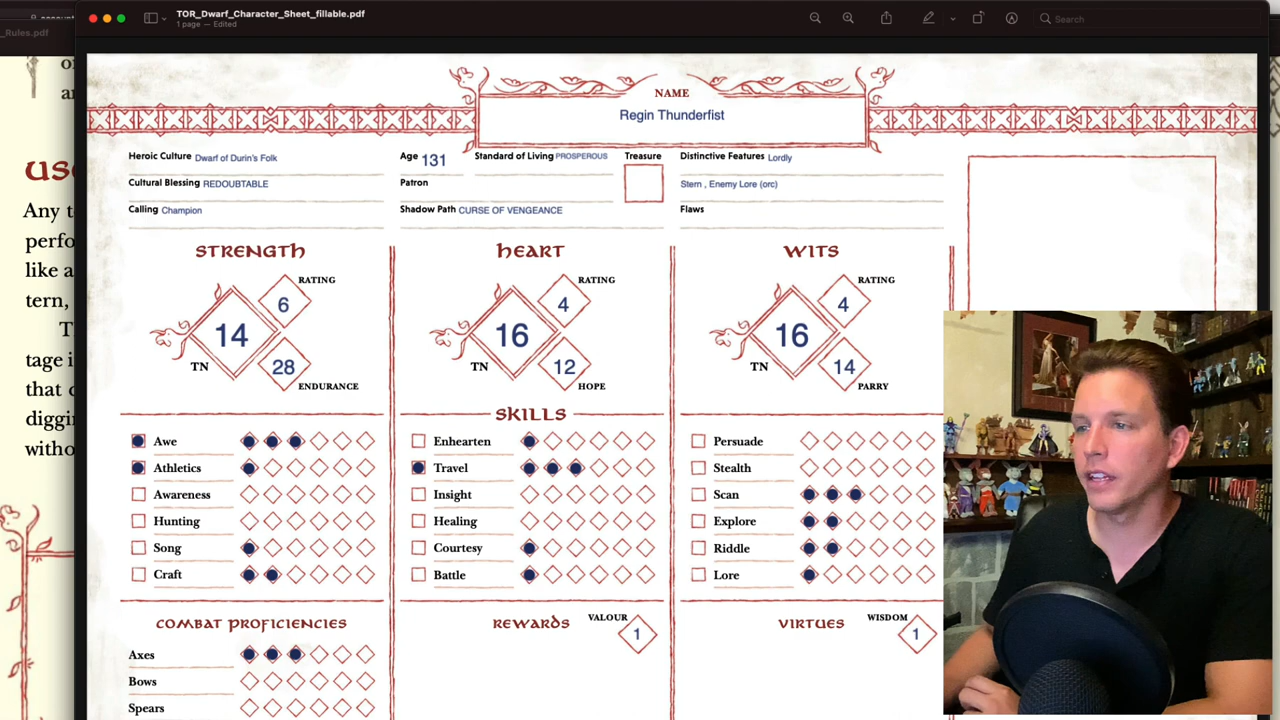 account
TOR_Dwarf_Character_Sheet_fillable.pdf
1 page — Edited
Search
_Rules.pdf
NAME
Regin Thunderfist
Heroic Culture Dwarf of Durin's Folk
Age 131
Standard of Living PROSPEROUS
Treasure
Distinctive Features Lordly
Cultural Blessing REDOUBTABLE
Patron
Stern , Enemy Lore (orc)
Calling Champion
Shadow Path CURSE OF VENGEANCE
Flaws
STRENGTH
HEART
WITS
RATING
6
14
TN
28
ENDURANCE
RATING
4
16
TN
12
HOPE
RATING
4
16
TN
14
PARRY
SKILLS
Awe
Enhearten
Persuade
Athletics
Travel
Stealth
Awareness
Insight
Scan
Hunting
Healing
Explore
Song
Courtesy
Riddle
Craft
Battle
Lore
COMBAT PROFICIENCIES
REWARDS
VALOUR
1
VIRTUES
WISDOM
1
Axes
Bows
Spears
Any t
perfo
like a
tern,
T
tage i
that c
diggi
witho